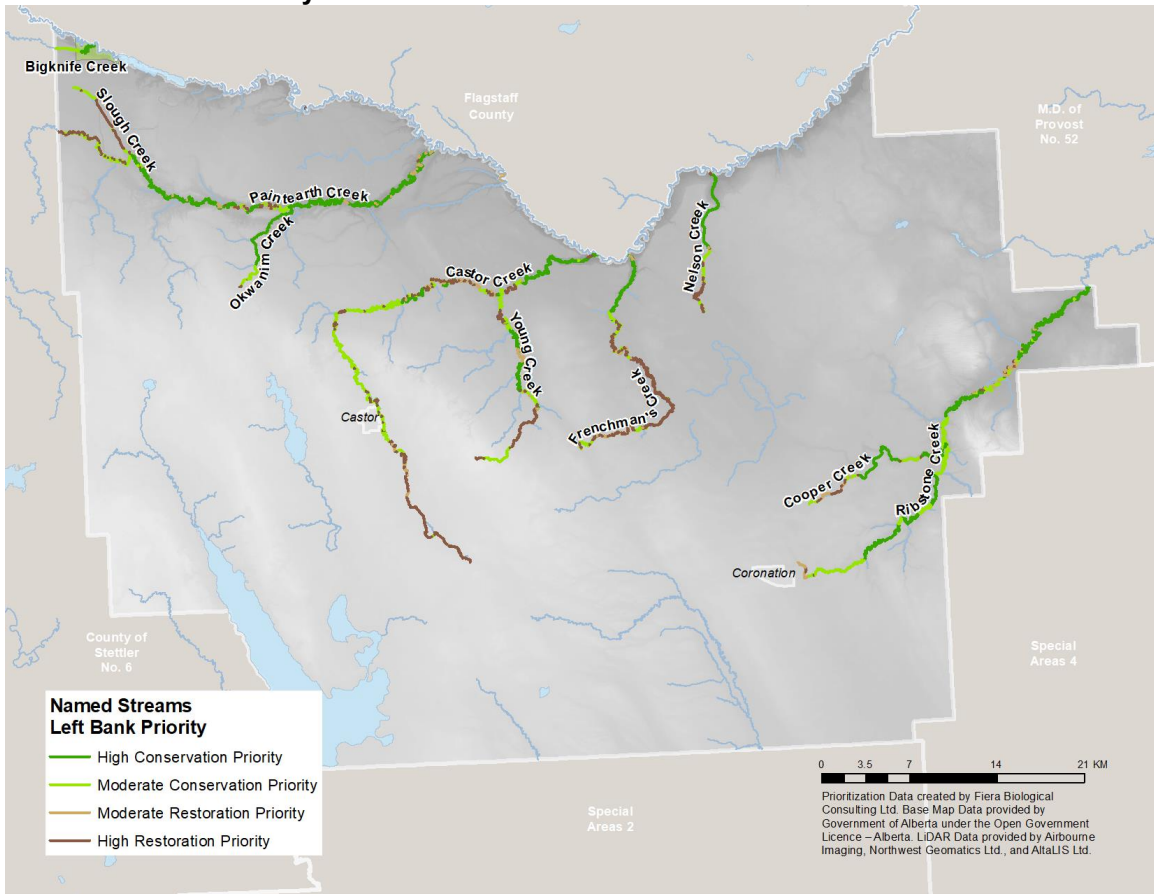 Bigknife Creek
Slough Creek
Flagstaff
County
M.D. of
Provost
No. 52
Paintearth Creek
Okwanim Creek
Nelson Creek
Castor Creek
Young Creek
Frenchman's Creek
Castor
Cooper Creek
Ribstone Creek
Coronation
County of
Stettler
No. 6
Special
Areas 4
Special
Areas 2
Named Streams
Left Bank Priority
High Conservation Priority
Moderate Conservation Priority
Moderate Restoration Priority
High Restoration Priority
0 3.5 7 14 21 KM
Prioritization Data created by Fiera Biological
Consulting Ltd. Base Map Data provided by
Government of Alberta under the Open Government
Licence – Alberta. LiDAR Data provided by Airbourne
Imaging, Northwest Geomatics Ltd., and AltaLIS Ltd.